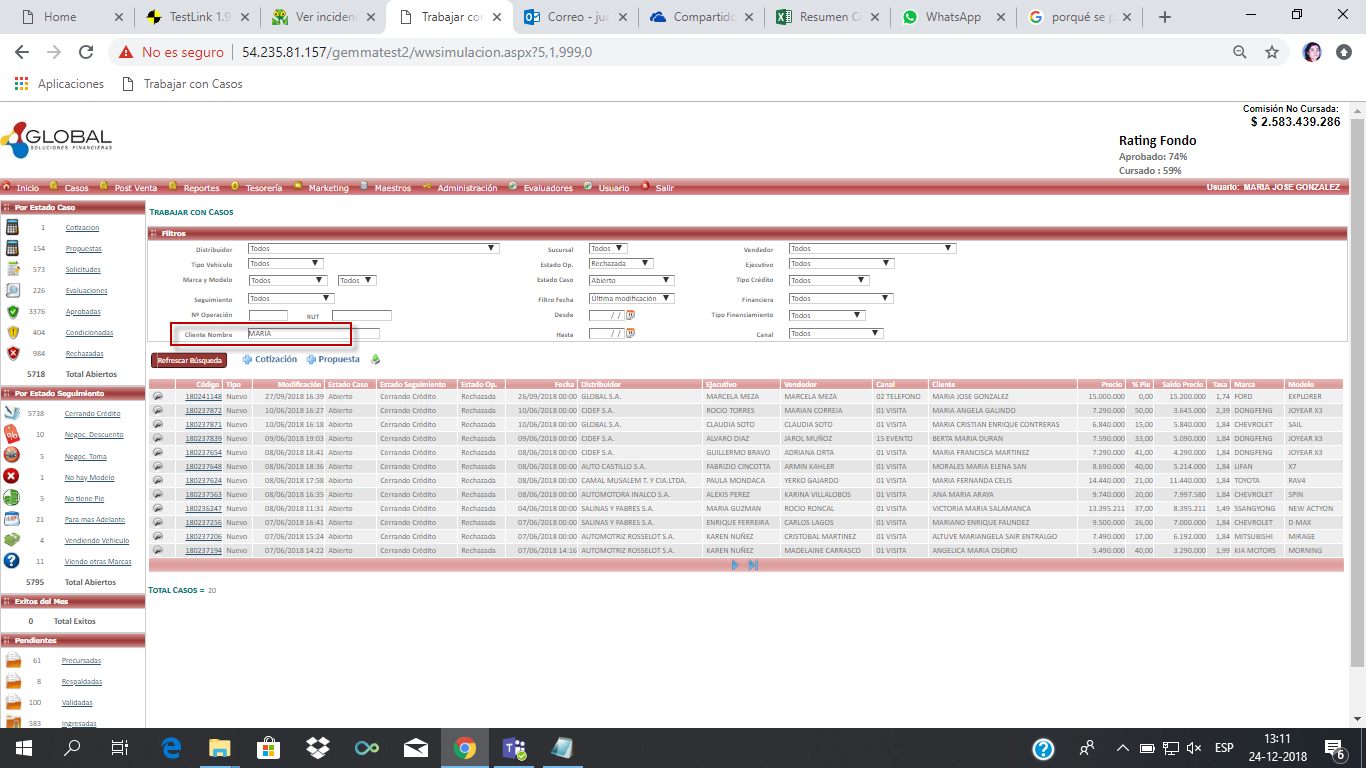 Home
TestLink 1.9
Ver inciden
Trabajar con
Correo - juc
Compartido
Resumen Ca
WhatsApp
porqué se p
No es seguro | 54.235.81.157/gemmatest2/wwsimulacion.aspx?5,1,999,0
Aplicaciones Trabajar con Casos
Comisión No Cursada:
$ 2.583.439.286
GLOBAL
SOLUCIONES FINANCIERAS
Rating Fondo
Aprobado: 74%
Cursado : 59%
Inicio Casos Post Venta Reportes Tesorería Marketing Maestros Administración Evaluadores Usuario Salir Usuario: MARIA JOSE GONZALEZ
Por Estado Caso
1 Cotizacion
154 Propuestas
573 Solicitudes
226 Evaluaciones
3376 Aprobadas
404 Condicionadas
984 Rechazadas
5718 Total Abiertos
Por Estado Seguimiento
5738 Cerrando Crédito
10 Negoc. Descuento
5 Negoc. Toma
1 No hay Modelo
5 No tiene Pie
21 Para mas Adelante
4 Vendiendo Vehiculo
11 Viendo otras Marcas
5795 Total Abiertos
Exitos del Mes
0 Total Exitos
Pendientes
61 Precursadas
8 Respaldadas
100 Validadas
583 Ingresadas
TRABAJAR CON CASOS
Filtros
Distribuidor Todos Sucursal Todos Vendedor Todos
Tipo Vehículo Todos Estado Op. Rechazada Ejecutivo Todos
Marca y Modelo Todos Todos Estado Caso Abierto Tipo Crédito Todos
Seguimiento Todos Filtro Fecha Última modificación Financiera Todos
Nº Operación RUT Desde / / Tipo Financiamiento Todos
Cliente Nombre MARIA Hasta / / Canal Todos
Refrescar Búsqueda Cotización Propuesta
Código Tipo Modificación Estado Caso Estado Seguimiento Estado Op. Fecha Distribuidor Ejecutivo Vendedor Canal Cliente Precio % Pie Saldo Precio Tasa Marca Modelo
180241148 Nuevo 27/09/2018 16:39 Abierto Cerrando Crédito Rechazada 26/09/2018 00:00 GLOBAL S.A. MARCELA MEZA MARCELA MEZA 02 TELEFONO MARIA JOSE GONZALEZ 15.000.000 0,00 15.200.000 1,74 FORD EXPLORER
180237872 Nuevo 10/06/2018 16:27 Abierto Cerrando Crédito Rechazada 10/06/2018 00:00 CIDEF S.A. ROCIO TORRES MARIAN CORREIA 01 VISITA MARIA ANGELA GALINDO 7.290.000 50,00 3.645.000 2,39 DONGFENG JOYEAR X3
180237871 Nuevo 10/06/2018 16:18 Abierto Cerrando Crédito Rechazada 10/06/2018 00:00 GLOBAL S.A. CLAUDIA SOTO CLAUDIA SOTO 01 VISITA MARIA CRISTIAN ENRIQUE CONTRERAS 6.840.000 15,00 5.840.000 1,84 CHEVROLET SAIL
180237839 Nuevo 09/06/2018 19:03 Abierto Cerrando Crédito Rechazada 09/06/2018 00:00 CIDEF S.A. ALVARO DIAZ JAROL MUÑOZ 15 EVENTO BERTA MARIA DURAN 7.590.000 33,00 5.090.000 1,84 DONGFENG JOYEAR X3
180237654 Nuevo 08/06/2018 18:41 Abierto Cerrando Crédito Rechazada 08/06/2018 00:00 CIDEF S.A. GUILLERMO BRAVO ADRIANA ORTA 01 VISITA MARIA FRANCISCA MARTINEZ 7.290.000 41,00 4.290.000 1,84 DONGFENG JOYEAR X3
180237648 Nuevo 08/06/2018 18:36 Abierto Cerrando Crédito Rechazada 08/06/2018 00:00 AUTO CASTILLO S.A. FABRIZIO CINCOTTA ARMIN KAHLER 01 VISITA MORALES MARIA ELENA SAN 8.690.000 40,00 5.214.000 1,84 LIFAN X7
180237624 Nuevo 08/06/2018 17:58 Abierto Cerrando Crédito Rechazada 08/06/2018 00:00 CAMAL MUSALEM T. Y CIA.LTDA. PAULA MONDACA YERKO GAJARDO 01 VISITA MARIA FERNANDA CELIS 14.440.000 21,00 11.440.000 1,84 TOYOTA RAV4
180237563 Nuevo 08/06/2018 16:35 Abierto Cerrando Crédito Rechazada 08/06/2018 00:00 AUTOMOTORA INALCO S.A. ALEXIS PEREZ KARINA VILLALOBOS 01 VISITA ANA MARIA ARAYA 9.740.000 20,00 7.997.580 1,84 CHEVROLET SPIN
180236247 Nuevo 08/06/2018 11:31 Abierto Cerrando Crédito Rechazada 04/06/2018 00:00 SALINAS Y FABRES S.A. MARIA GUZMAN ROCIO RONCAL 01 VISITA VICTORIA MARIA SALAMANCA 13.395.211 37,00 8.395.211 1,49 SSANGYONG NEW ACTYON
180237256 Nuevo 07/06/2018 16:41 Abierto Cerrando Crédito Rechazada 07/06/2018 00:00 SALINAS Y FABRES S.A. ENRIQUE FERREIRA CARLOS LAGOS 01 VISITA MARIANO ENRIQUE FAUNDEZ 9.500.000 26,00 7.000.000 1,84 CHEVROLET D-MAX
180237206 Nuevo 07/06/2018 15:24 Abierto Cerrando Crédito Rechazada 07/06/2018 00:00 AUTOMOTRIZ ROSSELOT S.A. KAREN NUÑEZ CRISTOBAL MARTINEZ 01 VISITA ALTUVE MARIANGELA SAIR ENTRALGO 7.490.000 17,00 6.192.000 1,84 MITSUBISHI MIRAGE
180237194 Nuevo 07/06/2018 14:22 Abierto Cerrando Crédito Rechazada 07/06/2018 14:16 AUTOMOTRIZ ROSSELOT S.A. KAREN NUÑEZ MADELAINE CARRASCO 01 VISITA ANGELICA MARIA OSORIO 5.490.000 40,00 3.290.000 1,99 KIA MOTORS MORNING
TOTAL CASOS = 20
ESP
13:11
24-12-2018
6